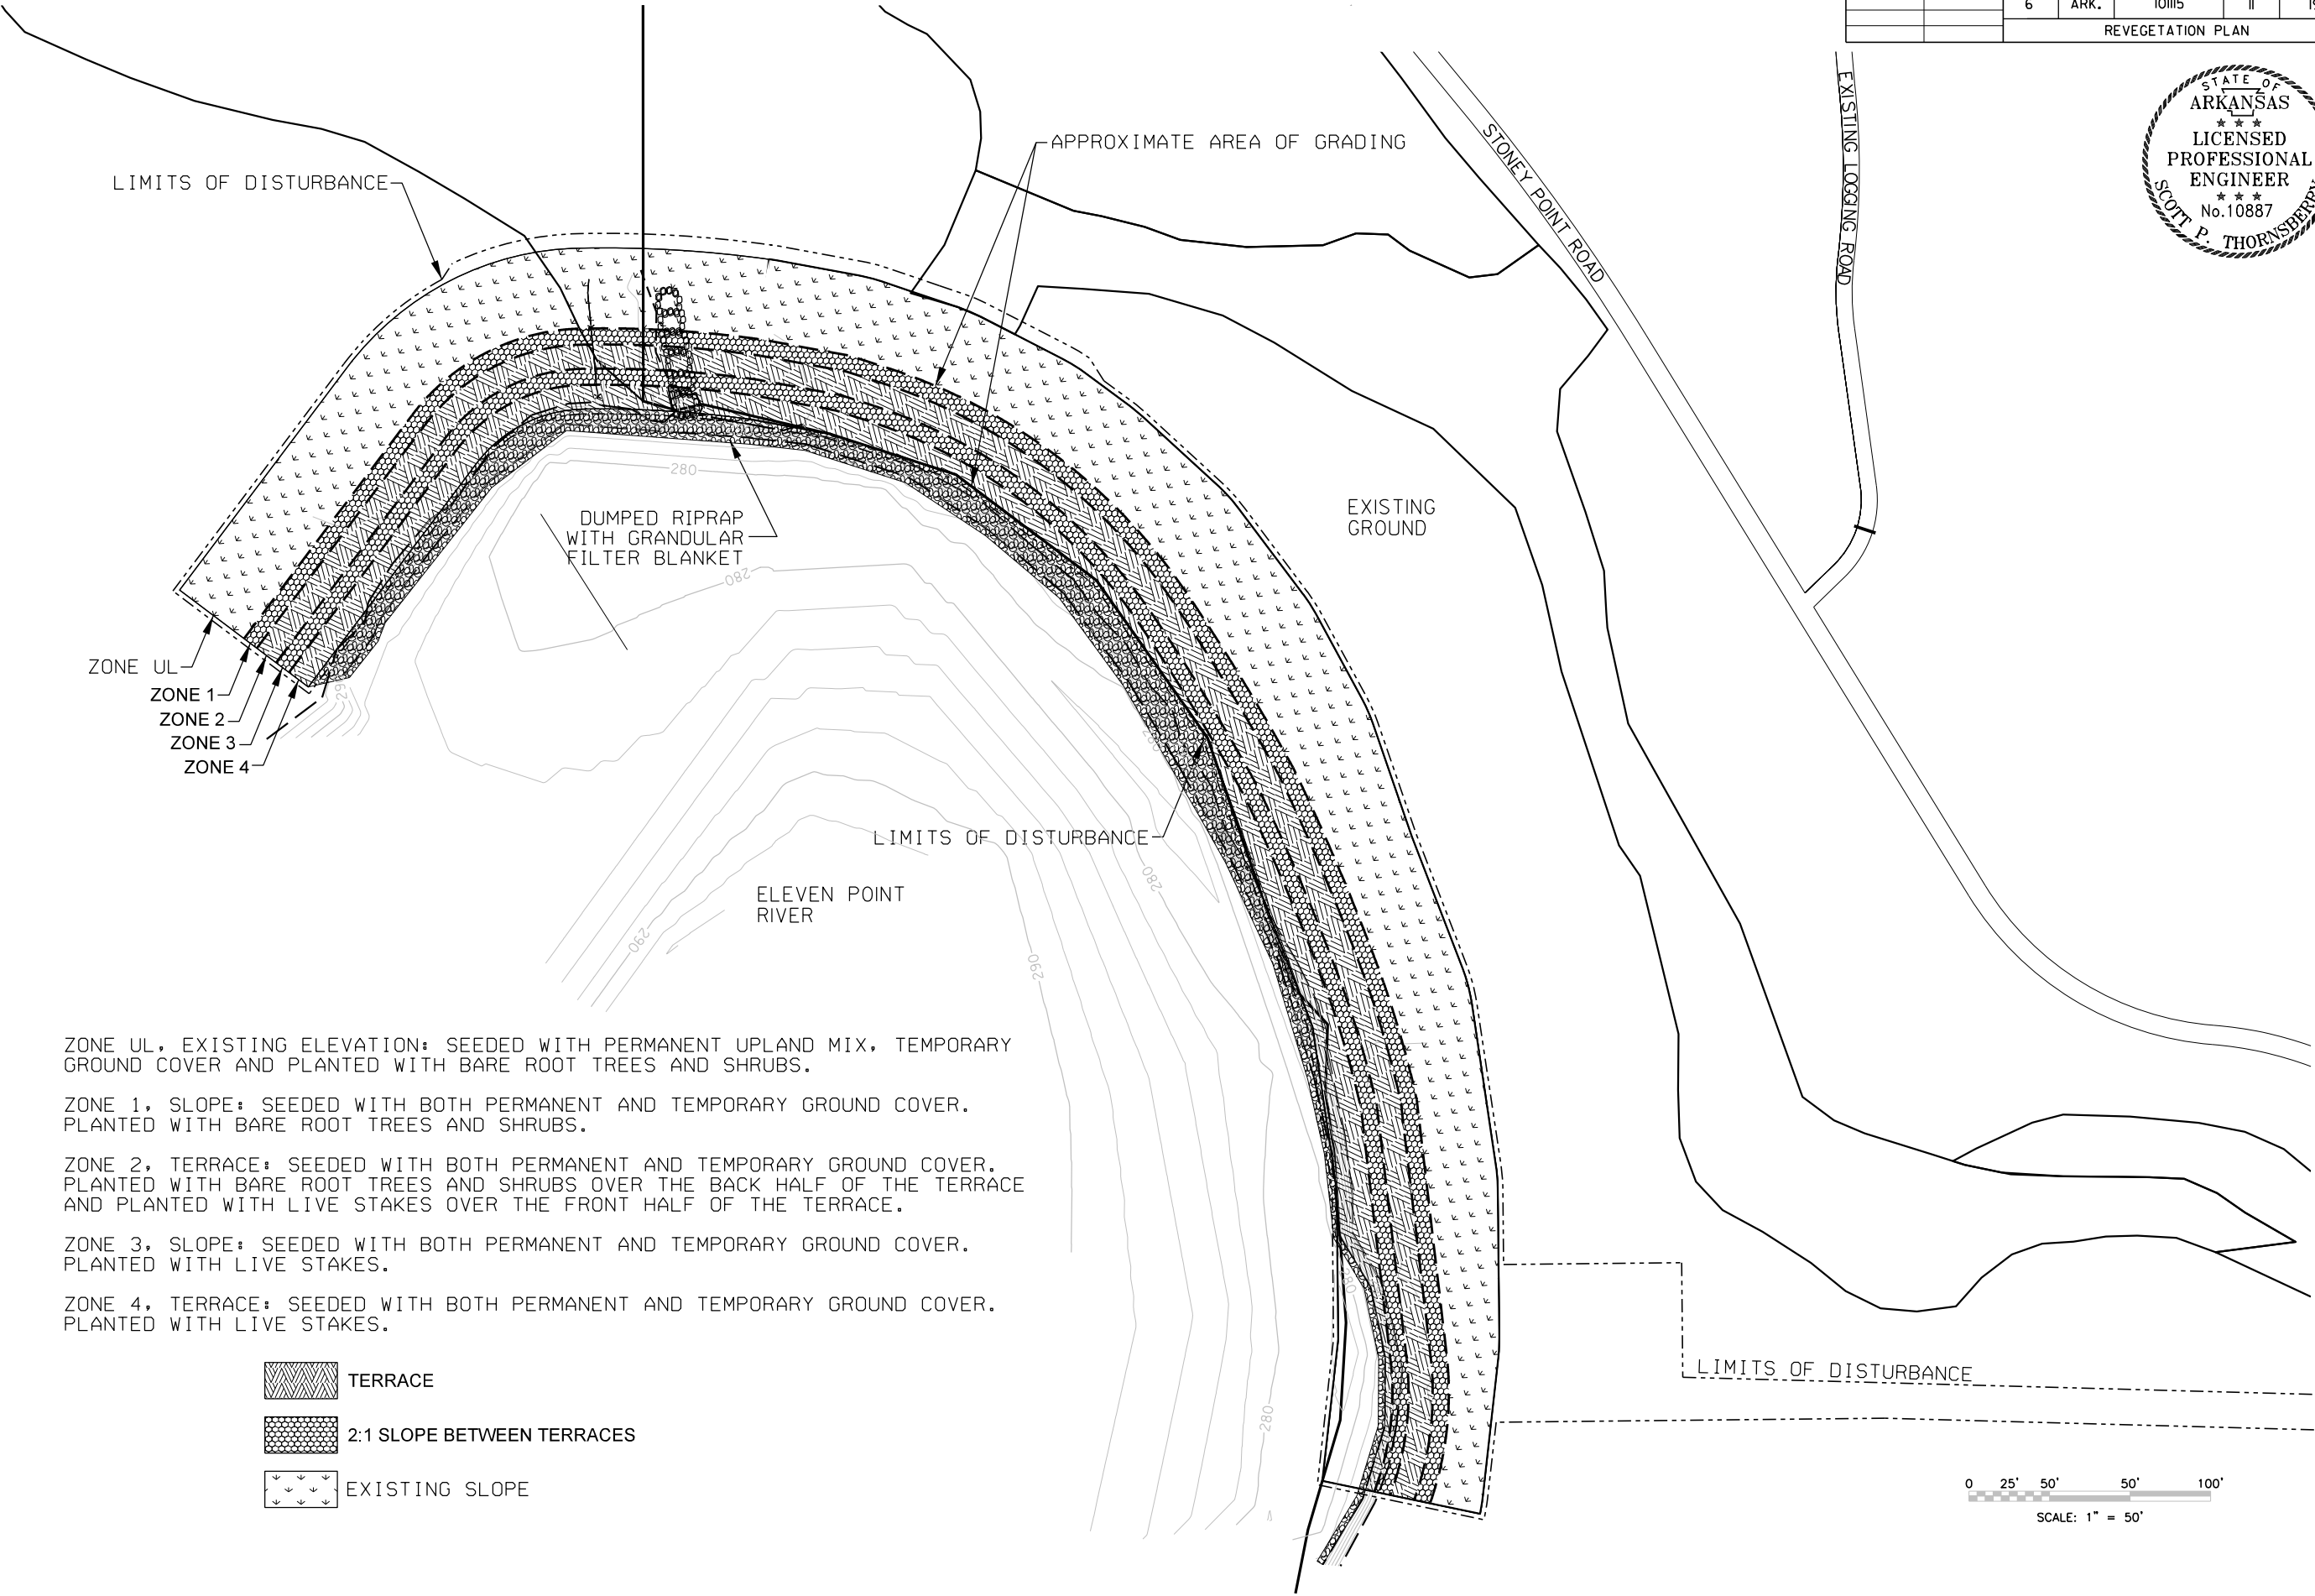 6 ARK. 101115 11
REVEGETATION PLAN
STATE OF
ARKANSAS
★ ★ ★
LICENSED
PROFESSIONAL
ENGINEER
★ ★ ★
No.10887
SCOTT P. THORNSBERRY
EXISTING LOGGING ROAD
STONEY POINT ROAD
APPROXIMATE AREA OF GRADING
LIMITS OF DISTURBANCE
280
DUMPED RIPRAP
WITH GRANDULAR
FILTER BLANKET
EXISTING
GROUND
280
ZONE UL
ZONE 1
ZONE 2
ZONE 3
ZONE 4
LIMITS OF DISTURBANCE
280
ELEVEN POINT
RIVER
290
290
ZONE UL, EXISTING ELEVATION: SEEDED WITH PERMANENT UPLAND MIX, TEMPORARY
GROUND COVER AND PLANTED WITH BARE ROOT TREES AND SHRUBS.
ZONE 1, SLOPE: SEEDED WITH BOTH PERMANENT AND TEMPORARY GROUND COVER.
PLANTED WITH BARE ROOT TREES AND SHRUBS.
ZONE 2, TERRACE: SEEDED WITH BOTH PERMANENT AND TEMPORARY GROUND COVER.
PLANTED WITH BARE ROOT TREES AND SHRUBS OVER THE BACK HALF OF THE TERRACE
AND PLANTED WITH LIVE STAKES OVER THE FRONT HALF OF THE TERRACE.
ZONE 3, SLOPE: SEEDED WITH BOTH PERMANENT AND TEMPORARY GROUND COVER.
PLANTED WITH LIVE STAKES.
ZONE 4, TERRACE: SEEDED WITH BOTH PERMANENT AND TEMPORARY GROUND COVER.
PLANTED WITH LIVE STAKES.
280
TERRACE
2:1 SLOPE BETWEEN TERRACES
EXISTING SLOPE
280
LIMITS OF DISTURBANCE
0 25' 50' 50' 100'
SCALE: 1" = 50'